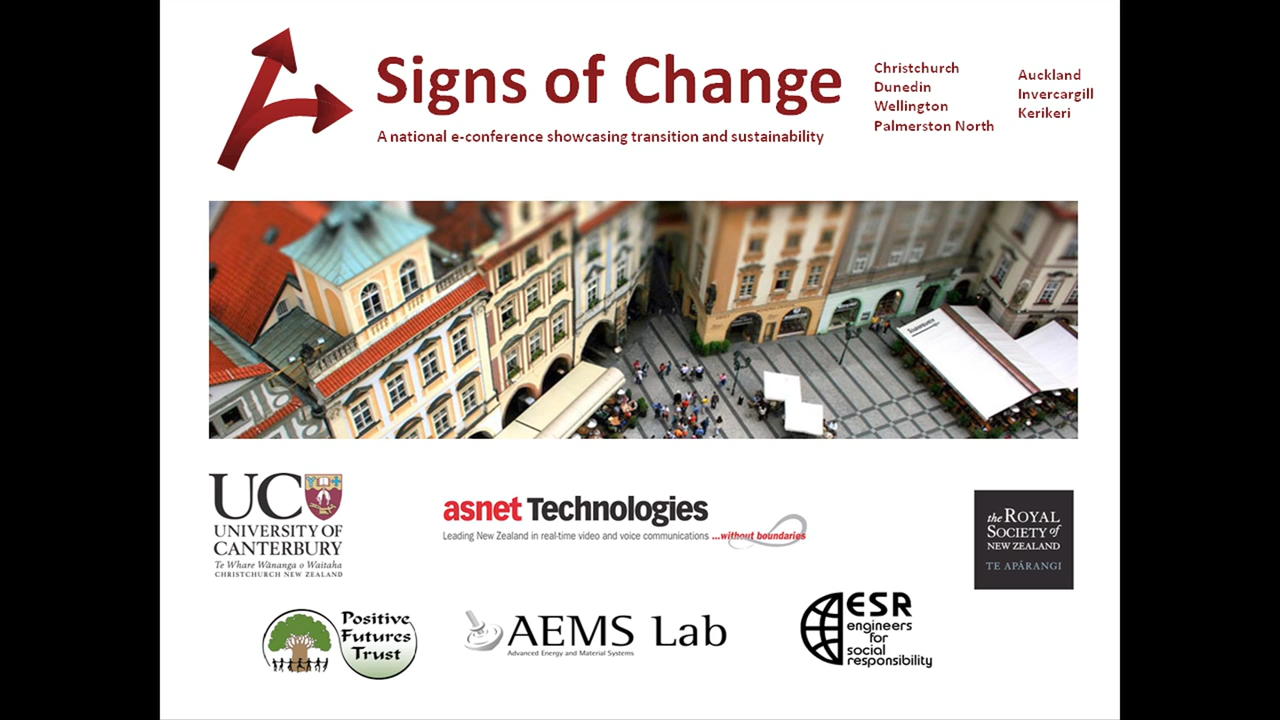 Signs of Change
A national e-conference showcasing transition and sustainability
Christchurch
Dunedin
Wellington
Palmerston North
Auckland
Invercargill
Kerikeri
UC
UNIVERSITY OF
CANTERBURY
Te Whare Wānanga o Waitaha
CHRISTCHURCH NEW ZEALAND
asnet Technologies
Leading New Zealand in real-time video and voice communications ...without boundaries
the ROYAL
SOCIETY of
NEW ZEALAND
TE APĀRANGI
Positive
Futures
Trust
AEMS Lab
Advanced Energy and Material Systems
ESR
engineers
for
social
responsibility